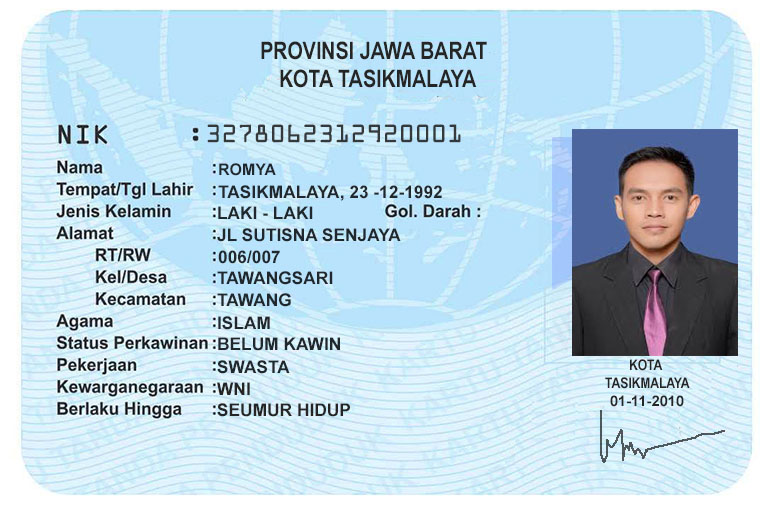 PROVINSI JAWA BARAT
KOTA TASIKMALAYA
NIK :3278062312920001
Nama :ROMYA
Tempat/Tgl Lahir :TASIKMALAYA, 23 -12-1992
Jenis Kelamin :LAKI - LAKI Gol. Darah :
Alamat :JL SUTISNA SENJAYA
RT/RW :006/007
Kel/Desa :TAWANGSARI
Kecamatan :TAWANG
Agama :ISLAM
Status Perkawinan :BELUM KAWIN
Pekerjaan :SWASTA
Kewarganegaraan :WNI
Berlaku Hingga :SEUMUR HIDUP
KOTA
TASIKMALAYA
01-11-2010